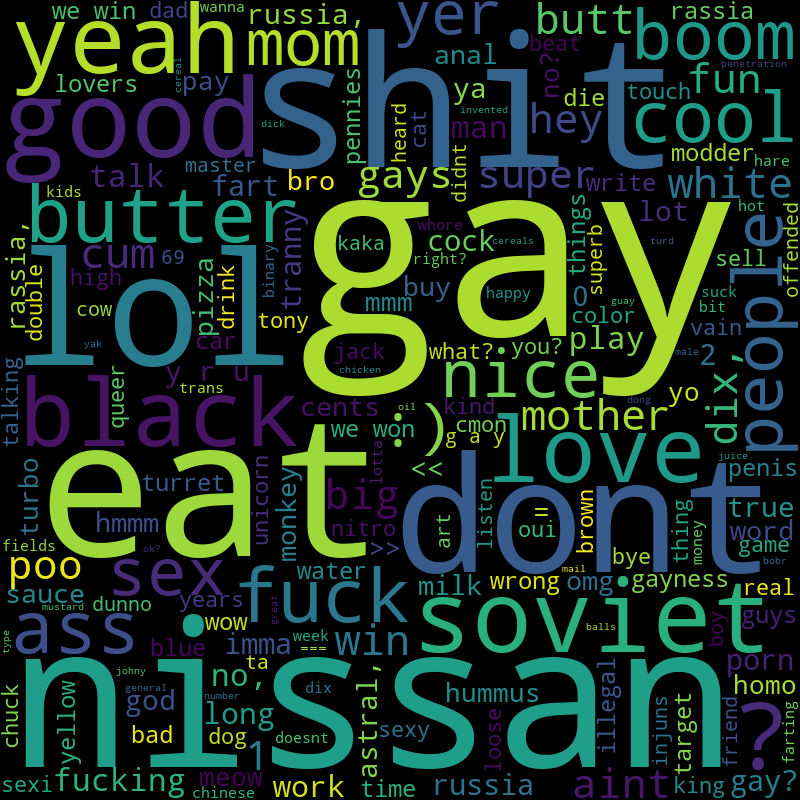 we win
dad
wanna
russia,
yer.
butt
rassia
boom
yeah
mom
anal
beat
no?
penetration
cereal
lovers
pay
shit
ya
die
touch
fun
cool
good
pennies
heard
cat
man
hey
invented
dick
master
didnt
modder
hare
talk
fart
bro
gays
super
write
lot
white
kids
butter
gay
whore
kaka
cock
cereals
things
superb
hot
people
offended
rassia,
double
cum
69
tranny
binary
right?
turd
sell
high
pizza
drink
mmm
buy
happy
0
color
suck
bit
cow
tony
guay
vain
lol
car
jack
what?
you?
play
yak
chicken
2
male
talking
queer
y r u
trans
:)
nice
dix,
yo
dong
black
cents
oil
kind
mother
we won
cmon
g a y
love
juice
turbo
eat
lotta
<<
penis
turret
unicorn
monkey
big
dont
listen
true
hmmm
nitro
>>
art
=
oui
brown
thing
money
word
fields
ok?
bye
game
bobr
poo
sex
water
milk
wrong
mail
omg
gayness
real
sauce
mustard
dunno
years
fuck
great
soviet
balls
boy
guys
type
ass
wow
week
===
win
blue
imma
ta
johny
no,
astral,
hummus
porn
chuck
yellow
general
god
number
dix
illegal
injuns
target
friend
homo
nissan
long
bad
dog
1
doesnt
sexy
loose
?
farting
sexi
fucking
meow
chinese
work
time
russia
aint
king
gay?